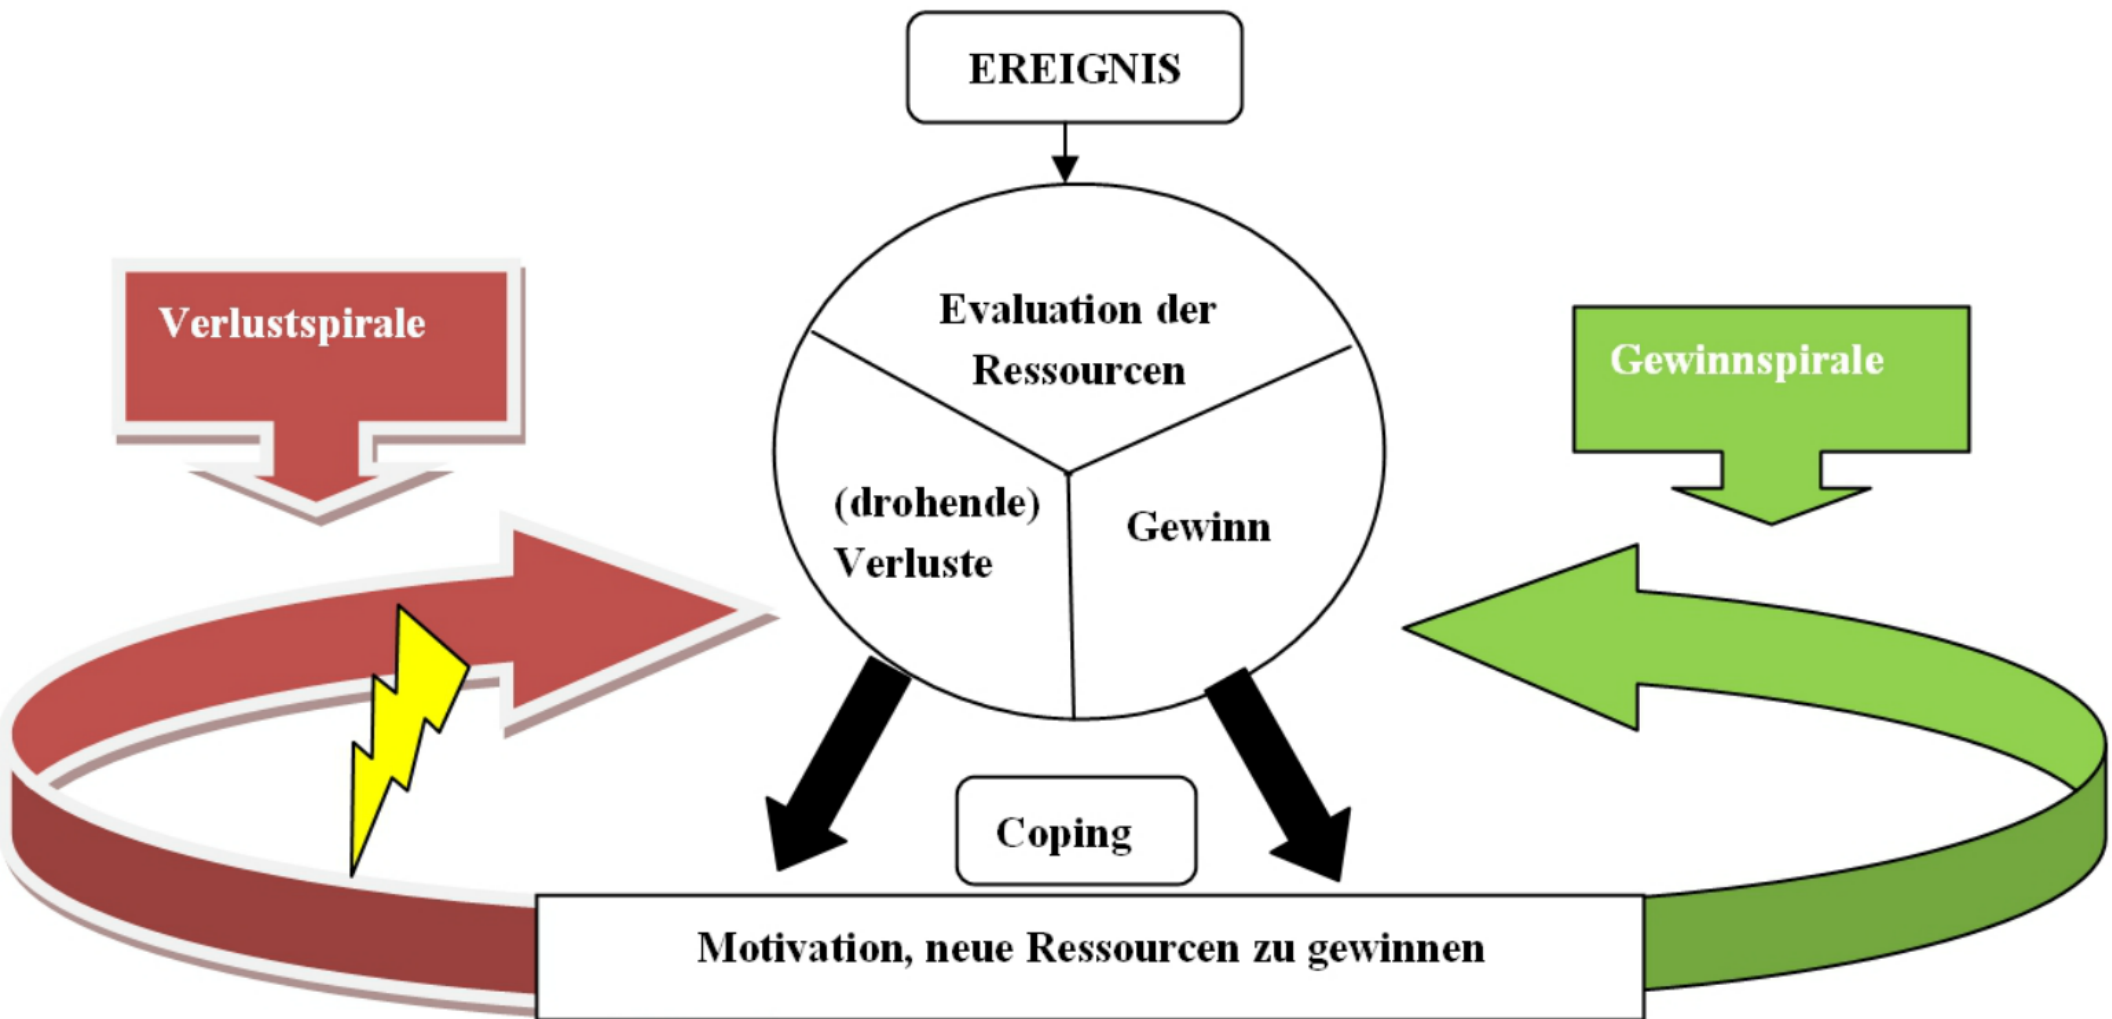 EREIGNIS
Evaluation der
Ressourcen
Verlustspirale
Gewinnspirale
(drohende)
Verluste
Gewinn
Coping
Motivation, neue Ressourcen zu gewinnen